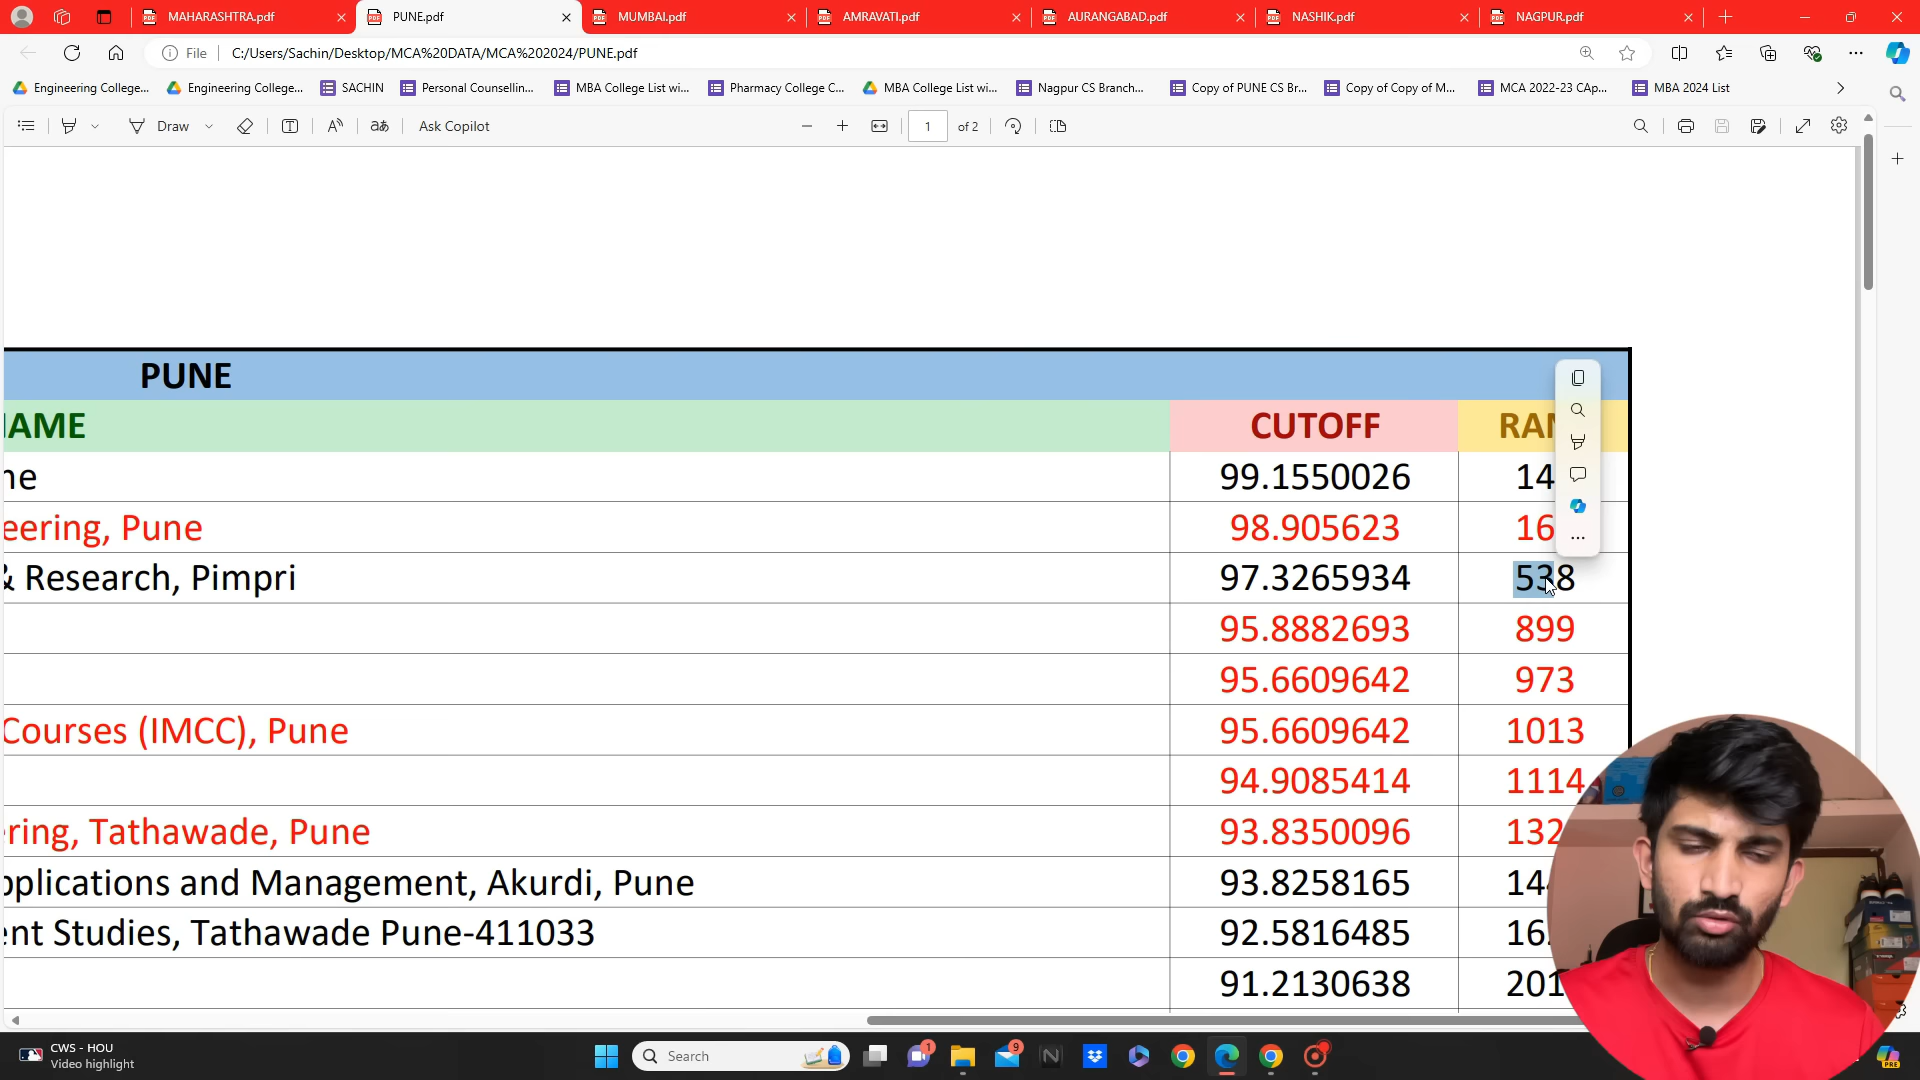 MAHARASHTRA.pdf
PUNE.pdf
MUMBAI.pdf
AMRAVATI.pdf
AURANGABAD.pdf
NASHIK.pdf
NAGPUR.pdf
File
C:/Users/Sachin/Desktop/MCA%20DATA/MCA%202024/PUNE.pdf
Engineering College...
Engineering College...
SACHIN
Personal Counsellin...
MBA College List wi...
Pharmacy College C...
MBA College List wi...
Nagpur CS Branch...
Copy of PUNE CS Br...
Copy of Copy of M...
MCA 2022-23 CAp...
MBA 2024 List
Draw
Ask Copilot
1 of 2
PUNE
CUTOFF
99.1550026
eering, Pune 98.905623
& Research, Pimpri 97.3265934 538
95.8882693 899
95.6609642 973
Courses (IMCC), Pune 95.6609642 1013
94.9085414 1114
ring, Tathawade, Pune 93.8350096
pplications and Management, Akurdi, Pune 93.8258165
ent Studies, Tathawade Pune-411033 92.5816485
91.2130638
CWS - HOU
Video highlight
Search
1
9
PRE